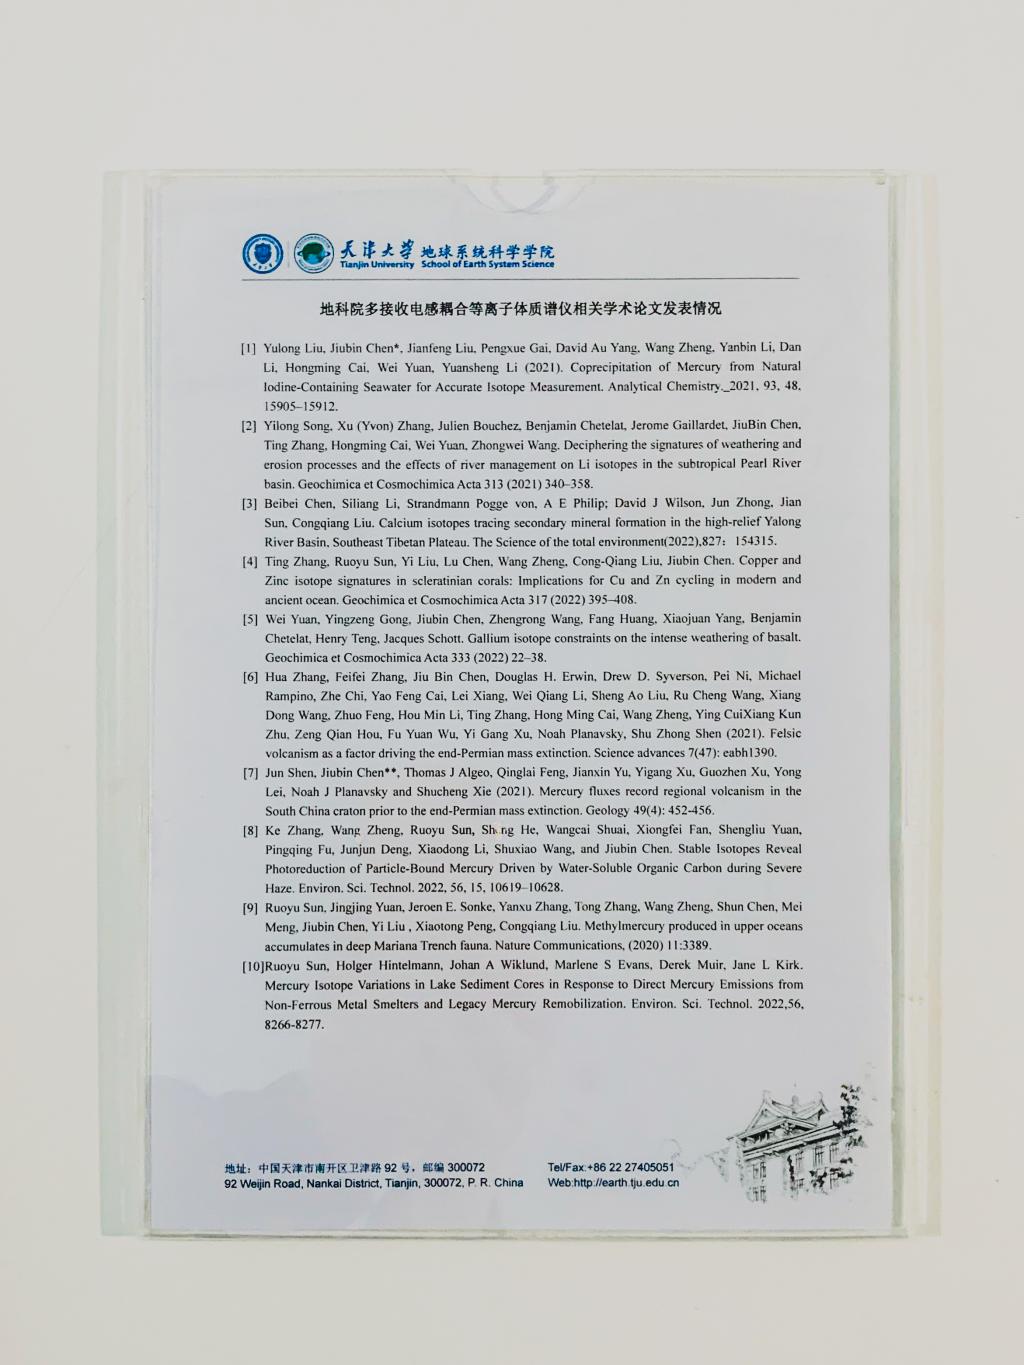 天津大学 地球系统科学学院
Tianjin University School of Earth System Science
地科院多接收电感耦合等离子体质谱仪相关学术论文发表情况
[1] Yulong Liu, Jiubin Chen*, Jianfeng Liu, Pengxue Gai, David Au Yang, Wang Zheng, Yanbin Li, Dan
Li, Hongming Cai, Wei Yuan, Yuansheng Li (2021). Coprecipitation of Mercury from Natural
Iodine-Containing Seawater for Accurate Isotope Measurement. Analytical Chemistry._2021, 93, 48,
15905–15912.
[2] Yilong Song, Xu (Yvon) Zhang, Julien Bouchez, Benjamin Chetelat, Jerome Gaillardet, JiuBin Chen,
Ting Zhang, Hongming Cai, Wei Yuan, Zhongwei Wang. Deciphering the signatures of weathering and
erosion processes and the effects of river management on Li isotopes in the subtropical Pearl River
basin. Geochimica et Cosmochimica Acta 313 (2021) 340–358.
[3] Beibei Chen, Siliang Li, Strandmann Pogge von, A E Philip; David J Wilson, Jun Zhong, Jian
Sun, Congqiang Liu. Calcium isotopes tracing secondary mineral formation in the high-relief Yalong
River Basin, Southeast Tibetan Plateau. The Science of the total environment(2022),827： 154315.
[4] Ting Zhang, Ruoyu Sun, Yi Liu, Lu Chen, Wang Zheng, Cong-Qiang Liu, Jiubin Chen. Copper and
Zinc isotope signatures in scleratinian corals: Implications for Cu and Zn cycling in modern and
ancient ocean. Geochimica et Cosmochimica Acta 317 (2022) 395–408.
[5] Wei Yuan, Yingzeng Gong, Jiubin Chen, Zhengrong Wang, Fang Huang, Xiaojuan Yang, Benjamin
Chetelat, Henry Teng, Jacques Schott. Gallium isotope constraints on the intense weathering of basalt.
Geochimica et Cosmochimica Acta 333 (2022) 22–38.
[6] Hua Zhang, Feifei Zhang, Jiu Bin Chen, Douglas H. Erwin, Drew D. Syverson, Pei Ni, Michael
Rampino, Zhe Chi, Yao Feng Cai, Lei Xiang, Wei Qiang Li, Sheng Ao Liu, Ru Cheng Wang, Xiang
Dong Wang, Zhuo Feng, Hou Min Li, Ting Zhang, Hong Ming Cai, Wang Zheng, Ying CuiXiang Kun
Zhu, Zeng Qian Hou, Fu Yuan Wu, Yi Gang Xu, Noah Planavsky, Shu Zhong Shen (2021). Felsic
volcanism as a factor driving the end-Permian mass extinction. Science advances 7(47): eabh1390.
[7] Jun Shen, Jiubin Chen**, Thomas J Algeo, Qinglai Feng, Jianxin Yu, Yigang Xu, Guozhen Xu, Yong
Lei, Noah J Planavsky and Shucheng Xie (2021). Mercury fluxes record regional volcanism in the
South China craton prior to the end-Permian mass extinction. Geology 49(4): 452-456.
[8] Ke Zhang, Wang Zheng, Ruoyu Sun, Sheng He, Wangcai Shuai, Xiongfei Fan, Shengliu Yuan,
Pingqing Fu, Junjun Deng, Xiaodong Li, Shuxiao Wang, and Jiubin Chen. Stable Isotopes Reveal
Photoreduction of Particle-Bound Mercury Driven by Water-Soluble Organic Carbon during Severe
Haze. Environ. Sci. Technol. 2022, 56, 15, 10619–10628.
[9] Ruoyu Sun, Jingjing Yuan, Jeroen E. Sonke, Yanxu Zhang, Tong Zhang, Wang Zheng, Shun Chen, Mei
Meng, Jiubin Chen, Yi Liu , Xiaotong Peng, Congqiang Liu. Methylmercury produced in upper oceans
accumulates in deep Mariana Trench fauna. Nature Communications, (2020) 11:3389.
[10]Ruoyu Sun, Holger Hintelmann, Johan A Wiklund, Marlene S Evans, Derek Muir, Jane L Kirk.
Mercury Isotope Variations in Lake Sediment Cores in Response to Direct Mercury Emissions from
Non-Ferrous Metal Smelters and Legacy Mercury Remobilization. Environ. Sci. Technol. 2022,56,
8266-8277.
地址：中国天津市南开区卫津路 92 号，邮编 300072
92 Weijin Road, Nankai District, Tianjin, 300072, P. R. China
Tel/Fax:+86 22 27405051
Web:http://earth.tju.edu.cn